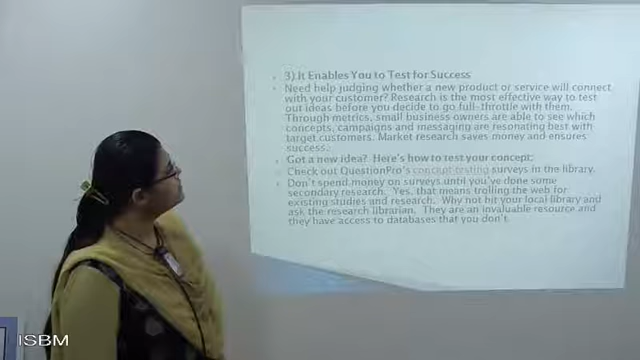 3) It Enables You to Test for Success
Need help judging whether a new product or service will connect
with your customer? Research is the most effective way to test
out ideas before you decide to go full-throttle with them.
Through metrics, small business owners are able to see which
concepts, campaigns and messaging are resonating best with
target customers. Market research saves money and ensures
success.
Got a new idea? Here's how to test your concept:
Check out QuestionPro's concept testing surveys in the library.
Don't spend money on surveys until you've done some
secondary research. Yes, that means trolling the web for
existing studies and research. Why not hit your local library and
ask the research librarian. They are an invaluable resource and
they have access to databases that you don't.
ISBM